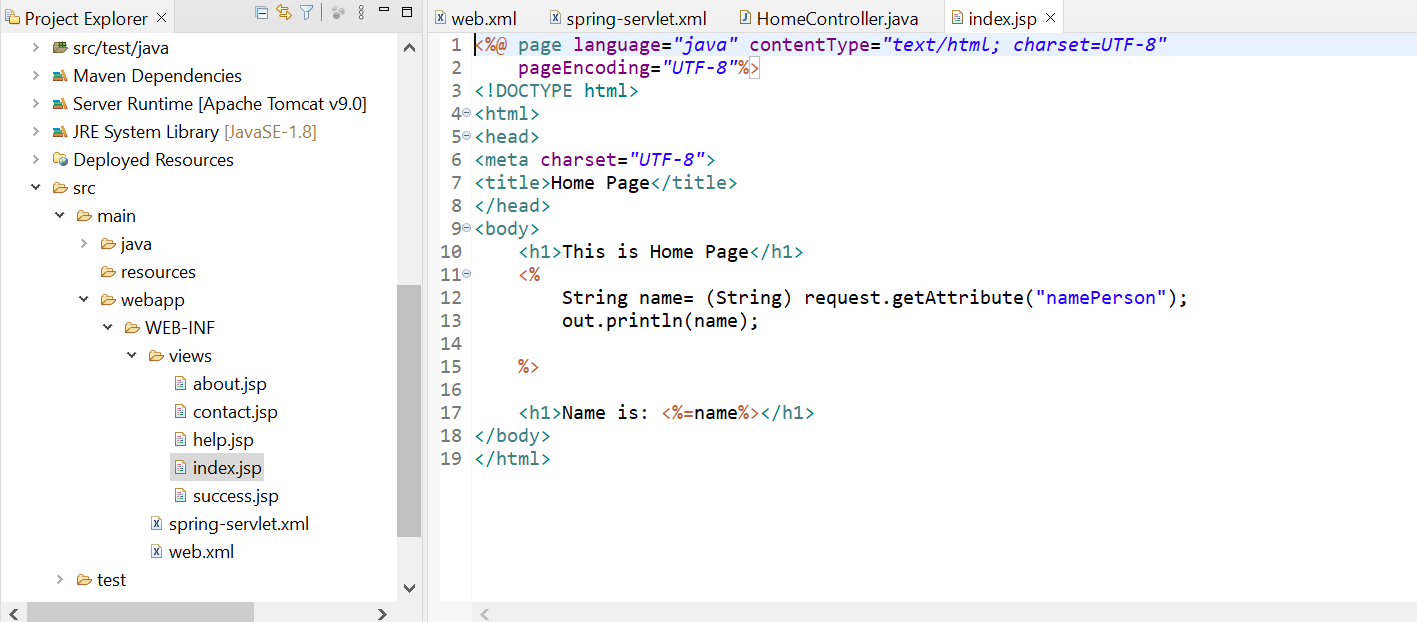 Project Explorer
src/test/java
Maven Dependencies
Server Runtime [Apache Tomcat v9.0]
JRE System Library [JavaSE-1.8]
Deployed Resources
src
main
java
resources
webapp
WEB-INF
views
about.jsp
contact.jsp
help.jsp
index.jsp
success.jsp
spring-servlet.xml
web.xml
test
web.xml spring-servlet.xml HomeController.java index.jsp
1 <%@ page language="java" contentType="text/html; charset=UTF-8"
2     pageEncoding="UTF-8"%>
3 <!DOCTYPE html>
4 <html>
5 <head>
6 <meta charset="UTF-8">
7 <title>Home Page</title>
8 </head>
9 <body>
10     <h1>This is Home Page</h1>
11     <%
12         String name= (String) request.getAttribute("namePerson");
13         out.println(name);
14
15     %>
16
17     <h1>Name is: <%=name%></h1>
18 </body>
19 </html>